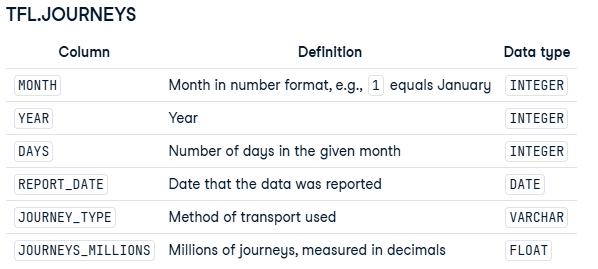 TFL.JOURNEYS
Column Definition Data type
MONTH Month in number format, e.g., 1 equals January INTEGER
YEAR Year INTEGER
DAYS Number of days in the given month INTEGER
REPORT_DATE Date that the data was reported DATE
JOURNEY_TYPE Method of transport used VARCHAR
JOURNEYS_MILLIONS Millions of journeys, measured in decimals FLOAT